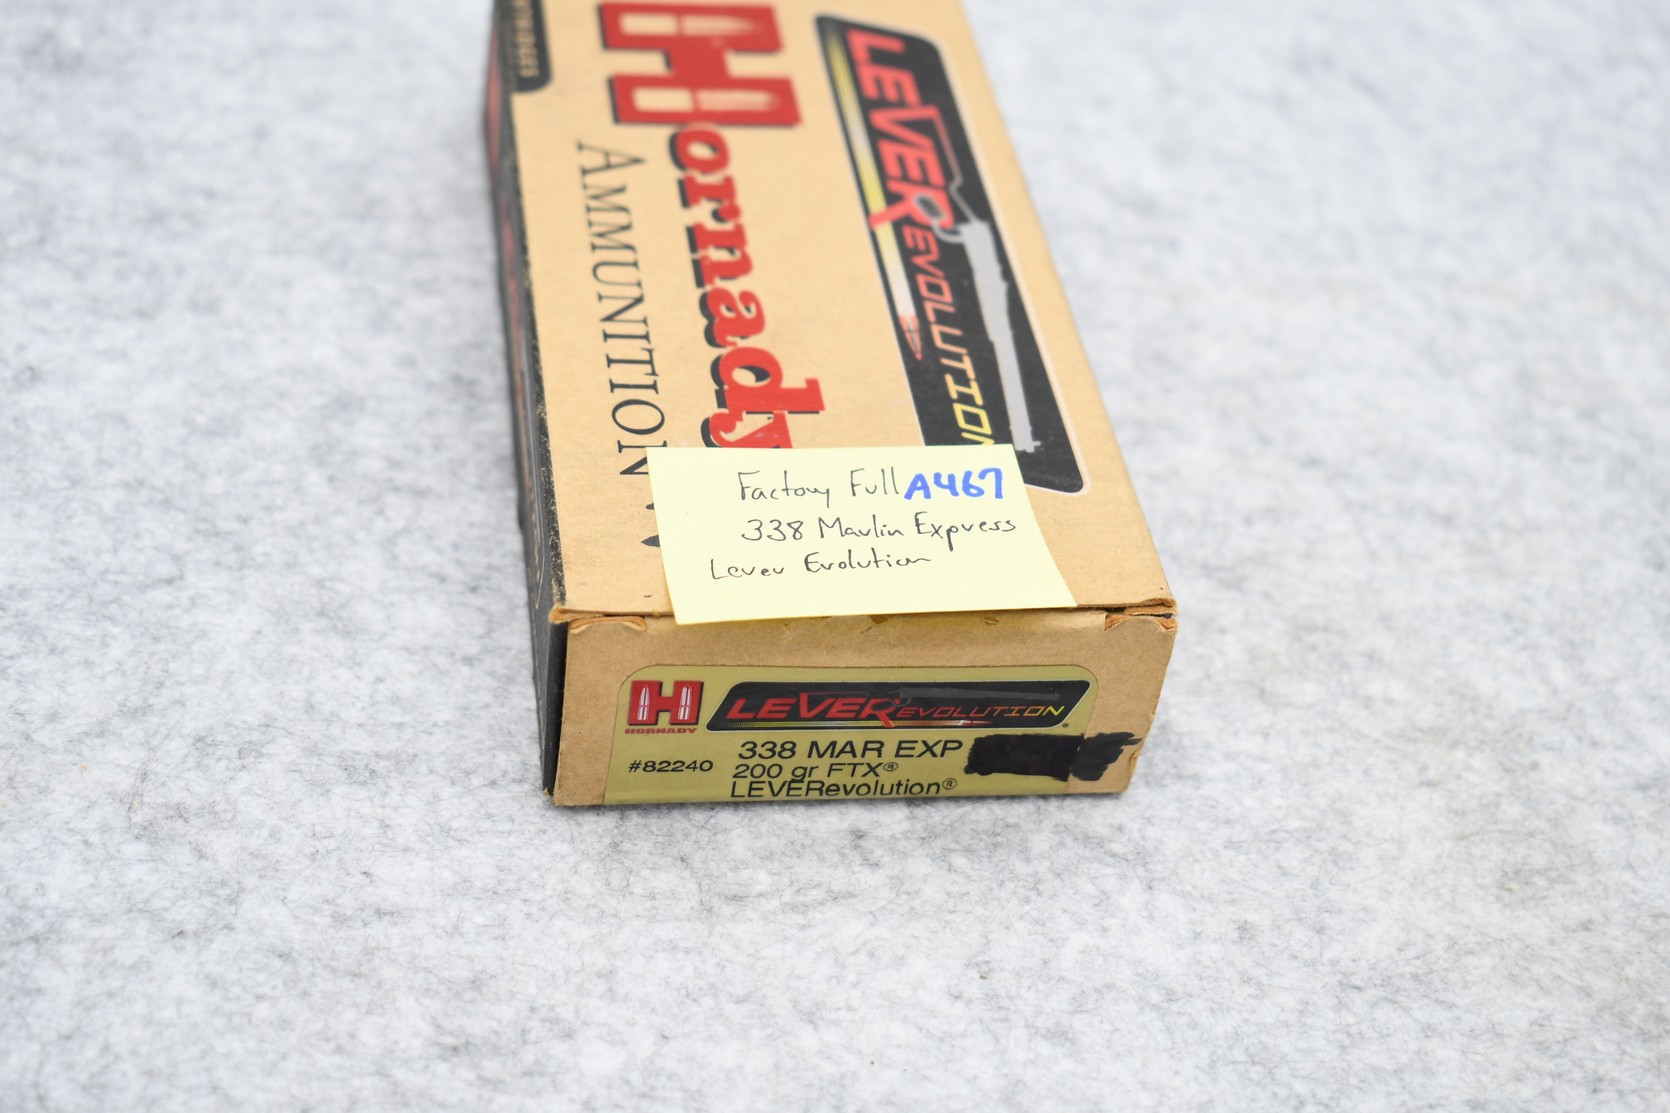 Hornady
AMMUNITION
LEVERevolution
Factory Full A467
338 Marlin Express
Lever Evolution
H
HORNADY
LEVERevolution
#82240
338 MAR EXP
200 gr FTX®
LEVERevolution®